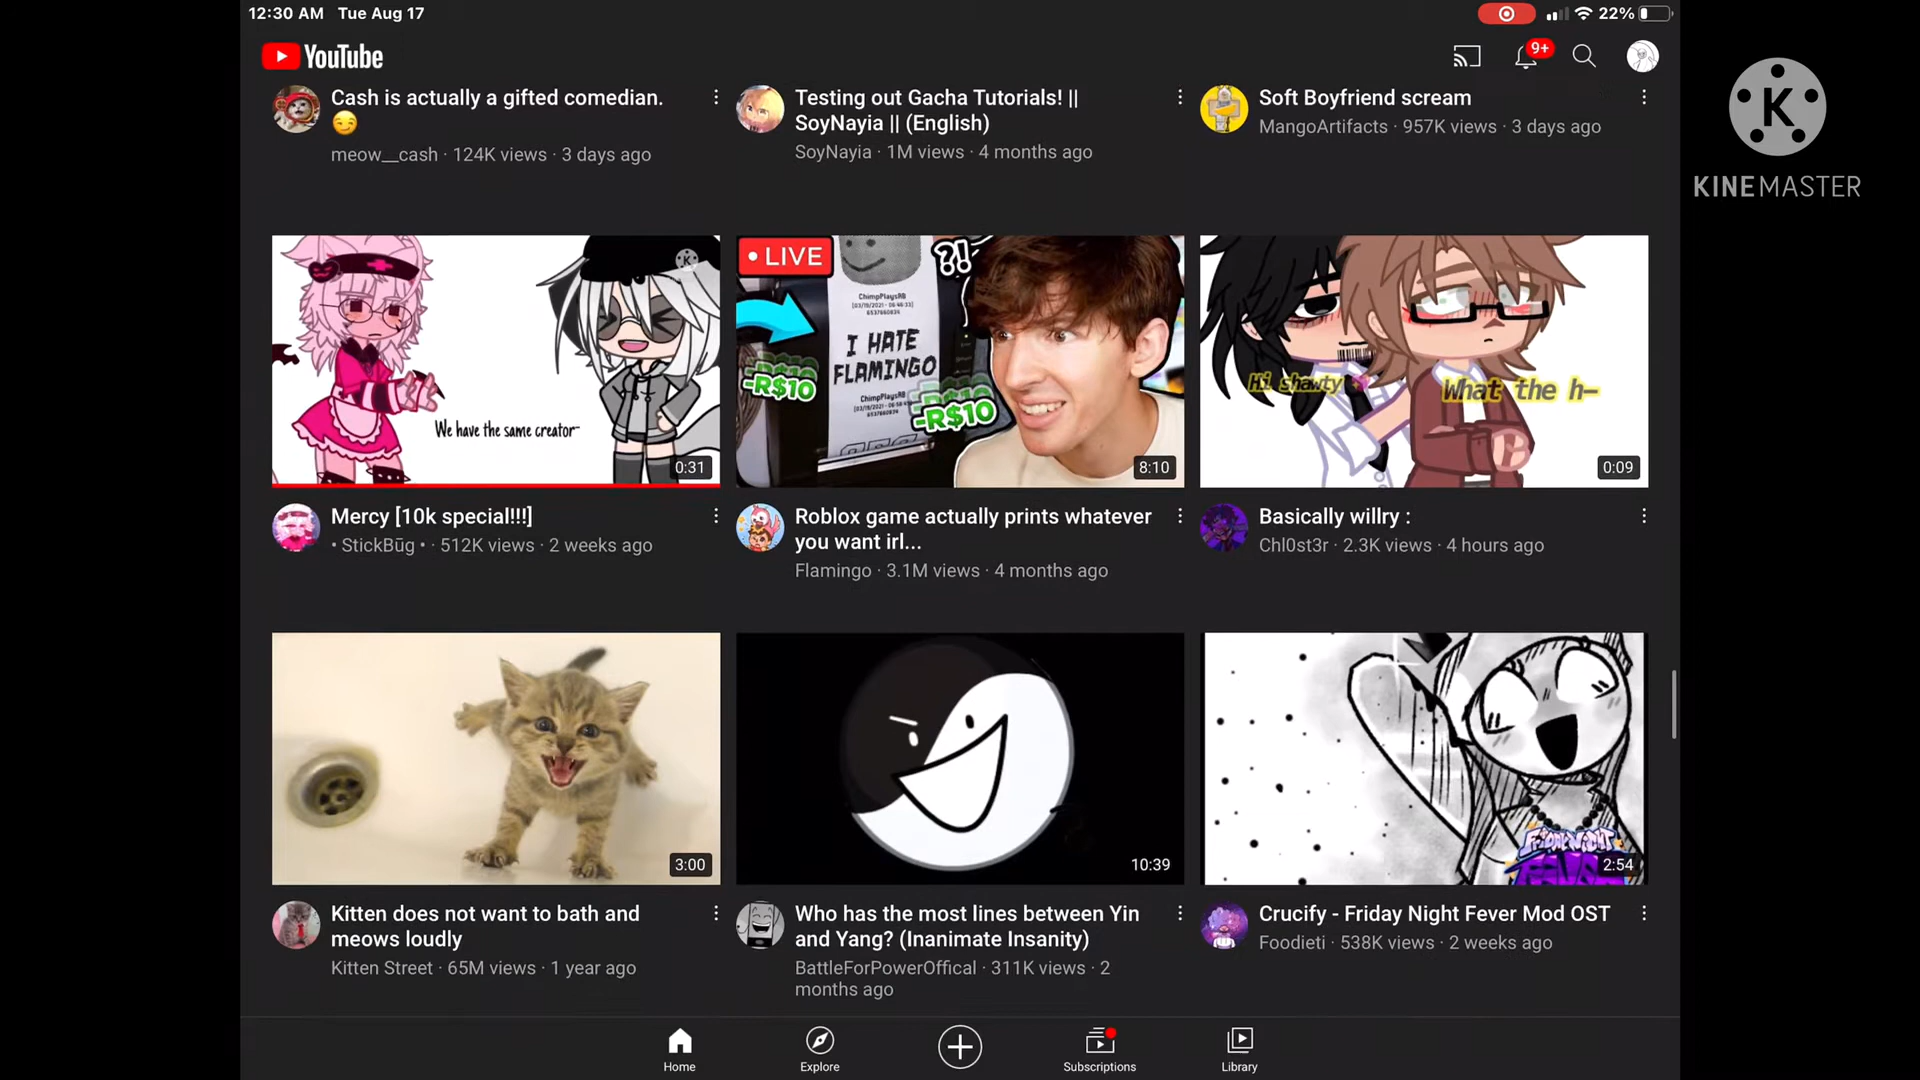 12:30 AM Tue Aug 17
22%
YouTube
9+
KINEMASTER
Cash is actually a gifted comedian.
😏
meow__cash · 124K views · 3 days ago
Testing out Gacha Tutorials! ||
SoyNayia || (English)
SoyNayia · 1M views · 4 months ago
Soft Boyfriend scream
MangoArtifacts · 957K views · 3 days ago
We have the same creator-
0:31
• LIVE
?!
ChimpPlaysRB
I HATE
FLAMINGO
ChimpPlaysRB
-R$10
-R$10
8:10
Hi shawty
What the h-
0:09
Mercy [10k special!!!]
• StickBūg • · 512K views · 2 weeks ago
Roblox game actually prints whatever
you want irl...
Flamingo · 3.1M views · 4 months ago
Basically willry :
Chl0st3r · 2.3K views · 4 hours ago
3:00
10:39
FRIDAY NIGHT
2:54
Kitten does not want to bath and
meows loudly
Kitten Street · 65M views · 1 year ago
Who has the most lines between Yin
and Yang? (Inanimate Insanity)
BattleForPowerOffical · 311K views · 2
months ago
Crucify - Friday Night Fever Mod OST
Foodieti · 538K views · 2 weeks ago
Home
Explore
Subscriptions
Library